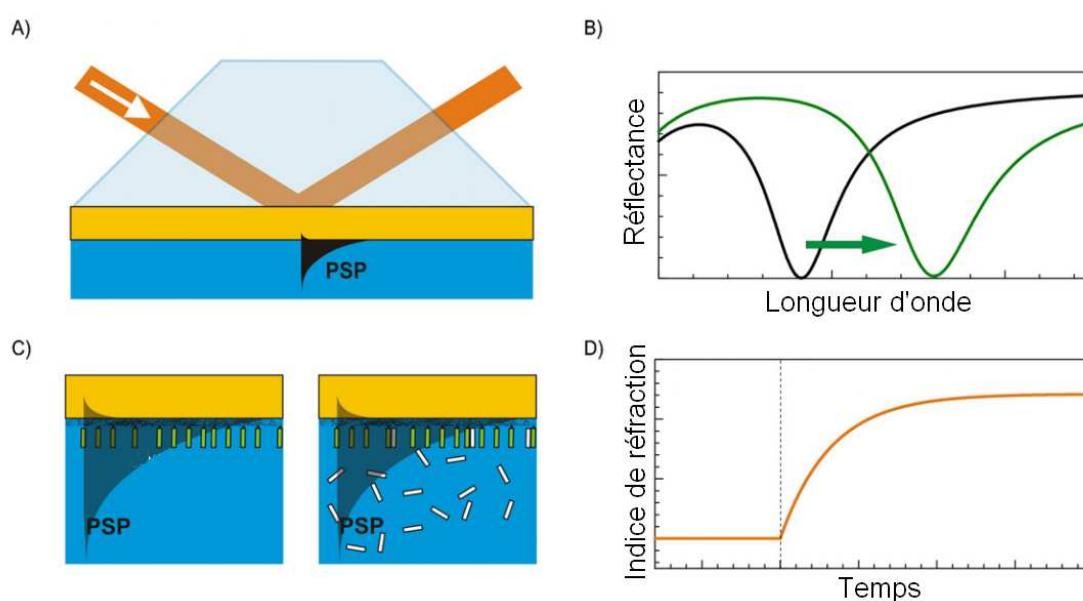 A)
PSP
B)
Réflectance
Longueur d'onde
C)
PSP
PSP
D)
Indice de réfraction
Temps